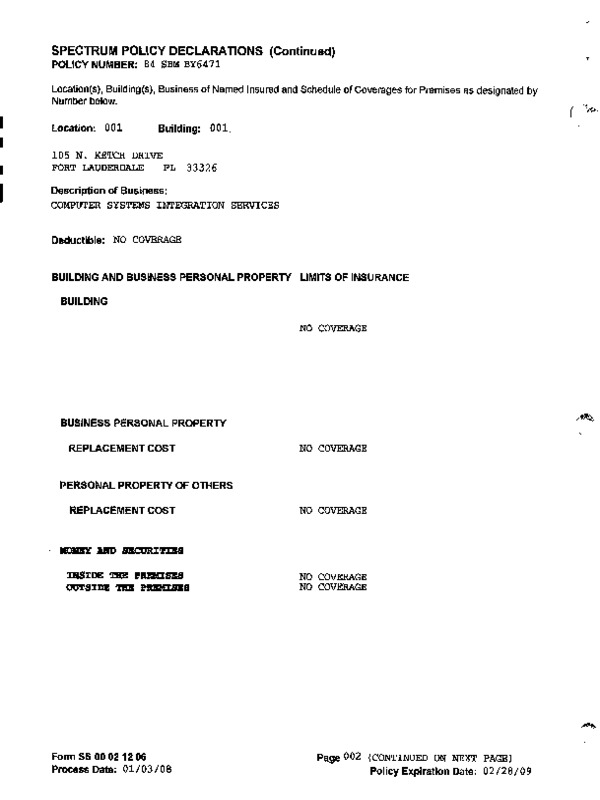 SPECTRUM POLICY DECLARATIONS (Continued)
POLICY NUMBER: 84 SBM BY6471
Location(s), Building(s), Business of Named Insured and Schedule of Coverages for Premises as designated by
Number below.
Location: 001 Building: 001
105 N. KETCH DRIVE
FORT LAUDERDALE FL 33326
Description of Business:
COMPUTER SYSTEMS INTEGRATION SERVICES
Deductible: NO COVERAGE
BUILDING AND BUSINESS PERSONAL PROPERTY LIMITS OF INSURANCE
BUILDING
NO COVERAGE
BUSINESS PERSONAL PROPERTY
REPLACEMENT COST NO COVERAGE
PERSONAL PROPERTY OF OTHERS
REPLACEMENT COST NO COVERAGE
MONEY AND SECURITIES
INSIDE THE PREMISES NO COVERAGE
OUTSIDE THE PREMISES NO COVERAGE
Form SS 00 02 12 06 Page 002 (CONTINUED ON NEXT PAGE)
Process Date: 01/03/08 Policy Expiration Date: 02/28/09